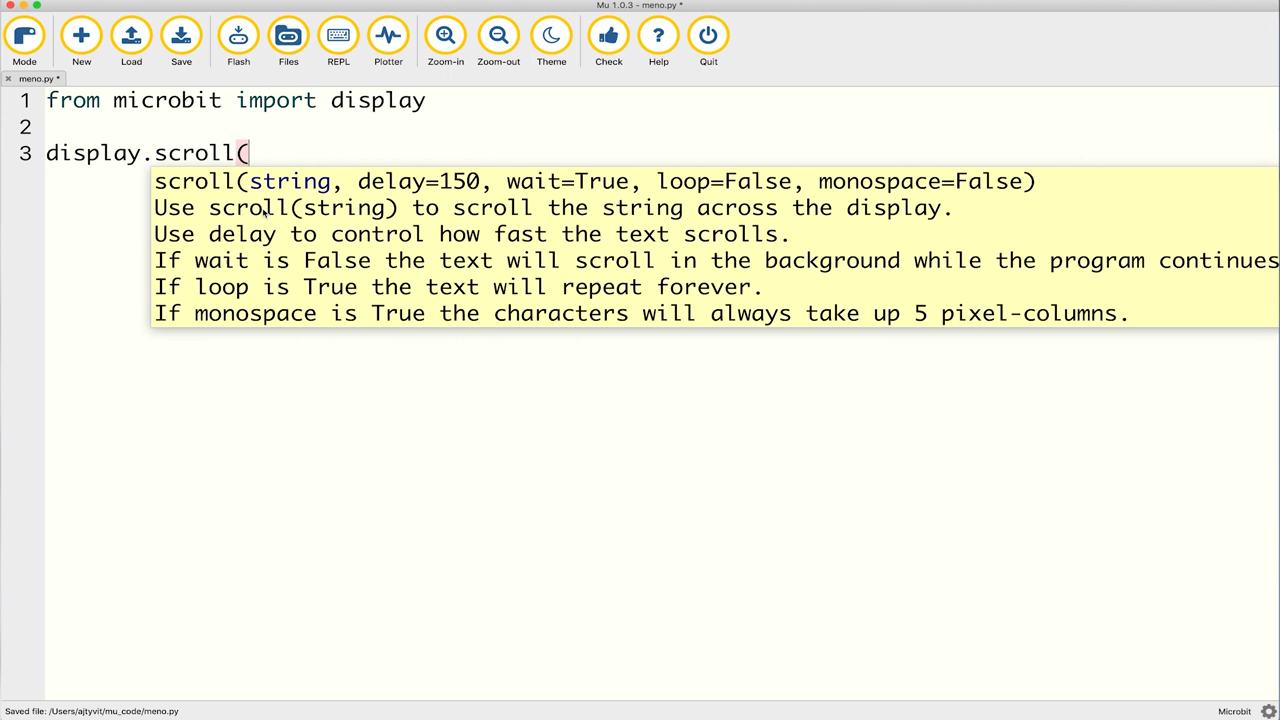 Mu 1.0.3 - meno.py *
Mode New Load Save Flash Files REPL Plotter Zoom-in Zoom-out Theme Check Help Quit
meno.py *
1 from microbit import display
2
3 display.scroll(
scroll(string, delay=150, wait=True, loop=False, monospace=False)
Use scroll(string) to scroll the string across the display.
Use delay to control how fast the text scrolls.
If wait is False the text will scroll in the background while the program continues
If loop is True the text will repeat forever.
If monospace is True the characters will always take up 5 pixel-columns.
Saved file: /Users/ajtyvit/mu_code/meno.py
Microbit